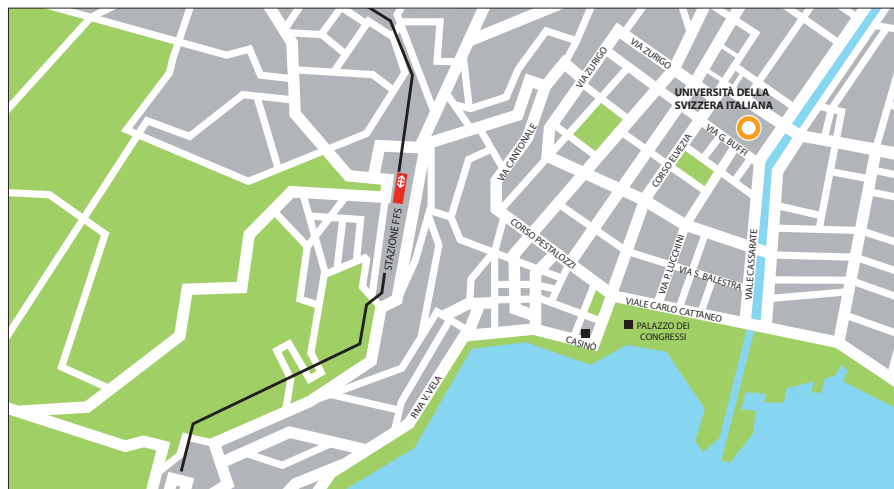 VIA ZURIGO
VIA ZURIGO
UNIVERSITÀ DELLA
SVIZZERA ITALIANA
VIA G. BUFFI
VIA CANTONALE
CORSO ELVEZIA
STAZIONE FFS
CORSO PESTALOZZI
VIA P. LUCCHINI
VIA S. BALESTRA
VIALE CASSARATE
VIALE CARLO CATTANEO
PALAZZO DEI
CONGRESSI
CASINÒ
RIVA V. VELA